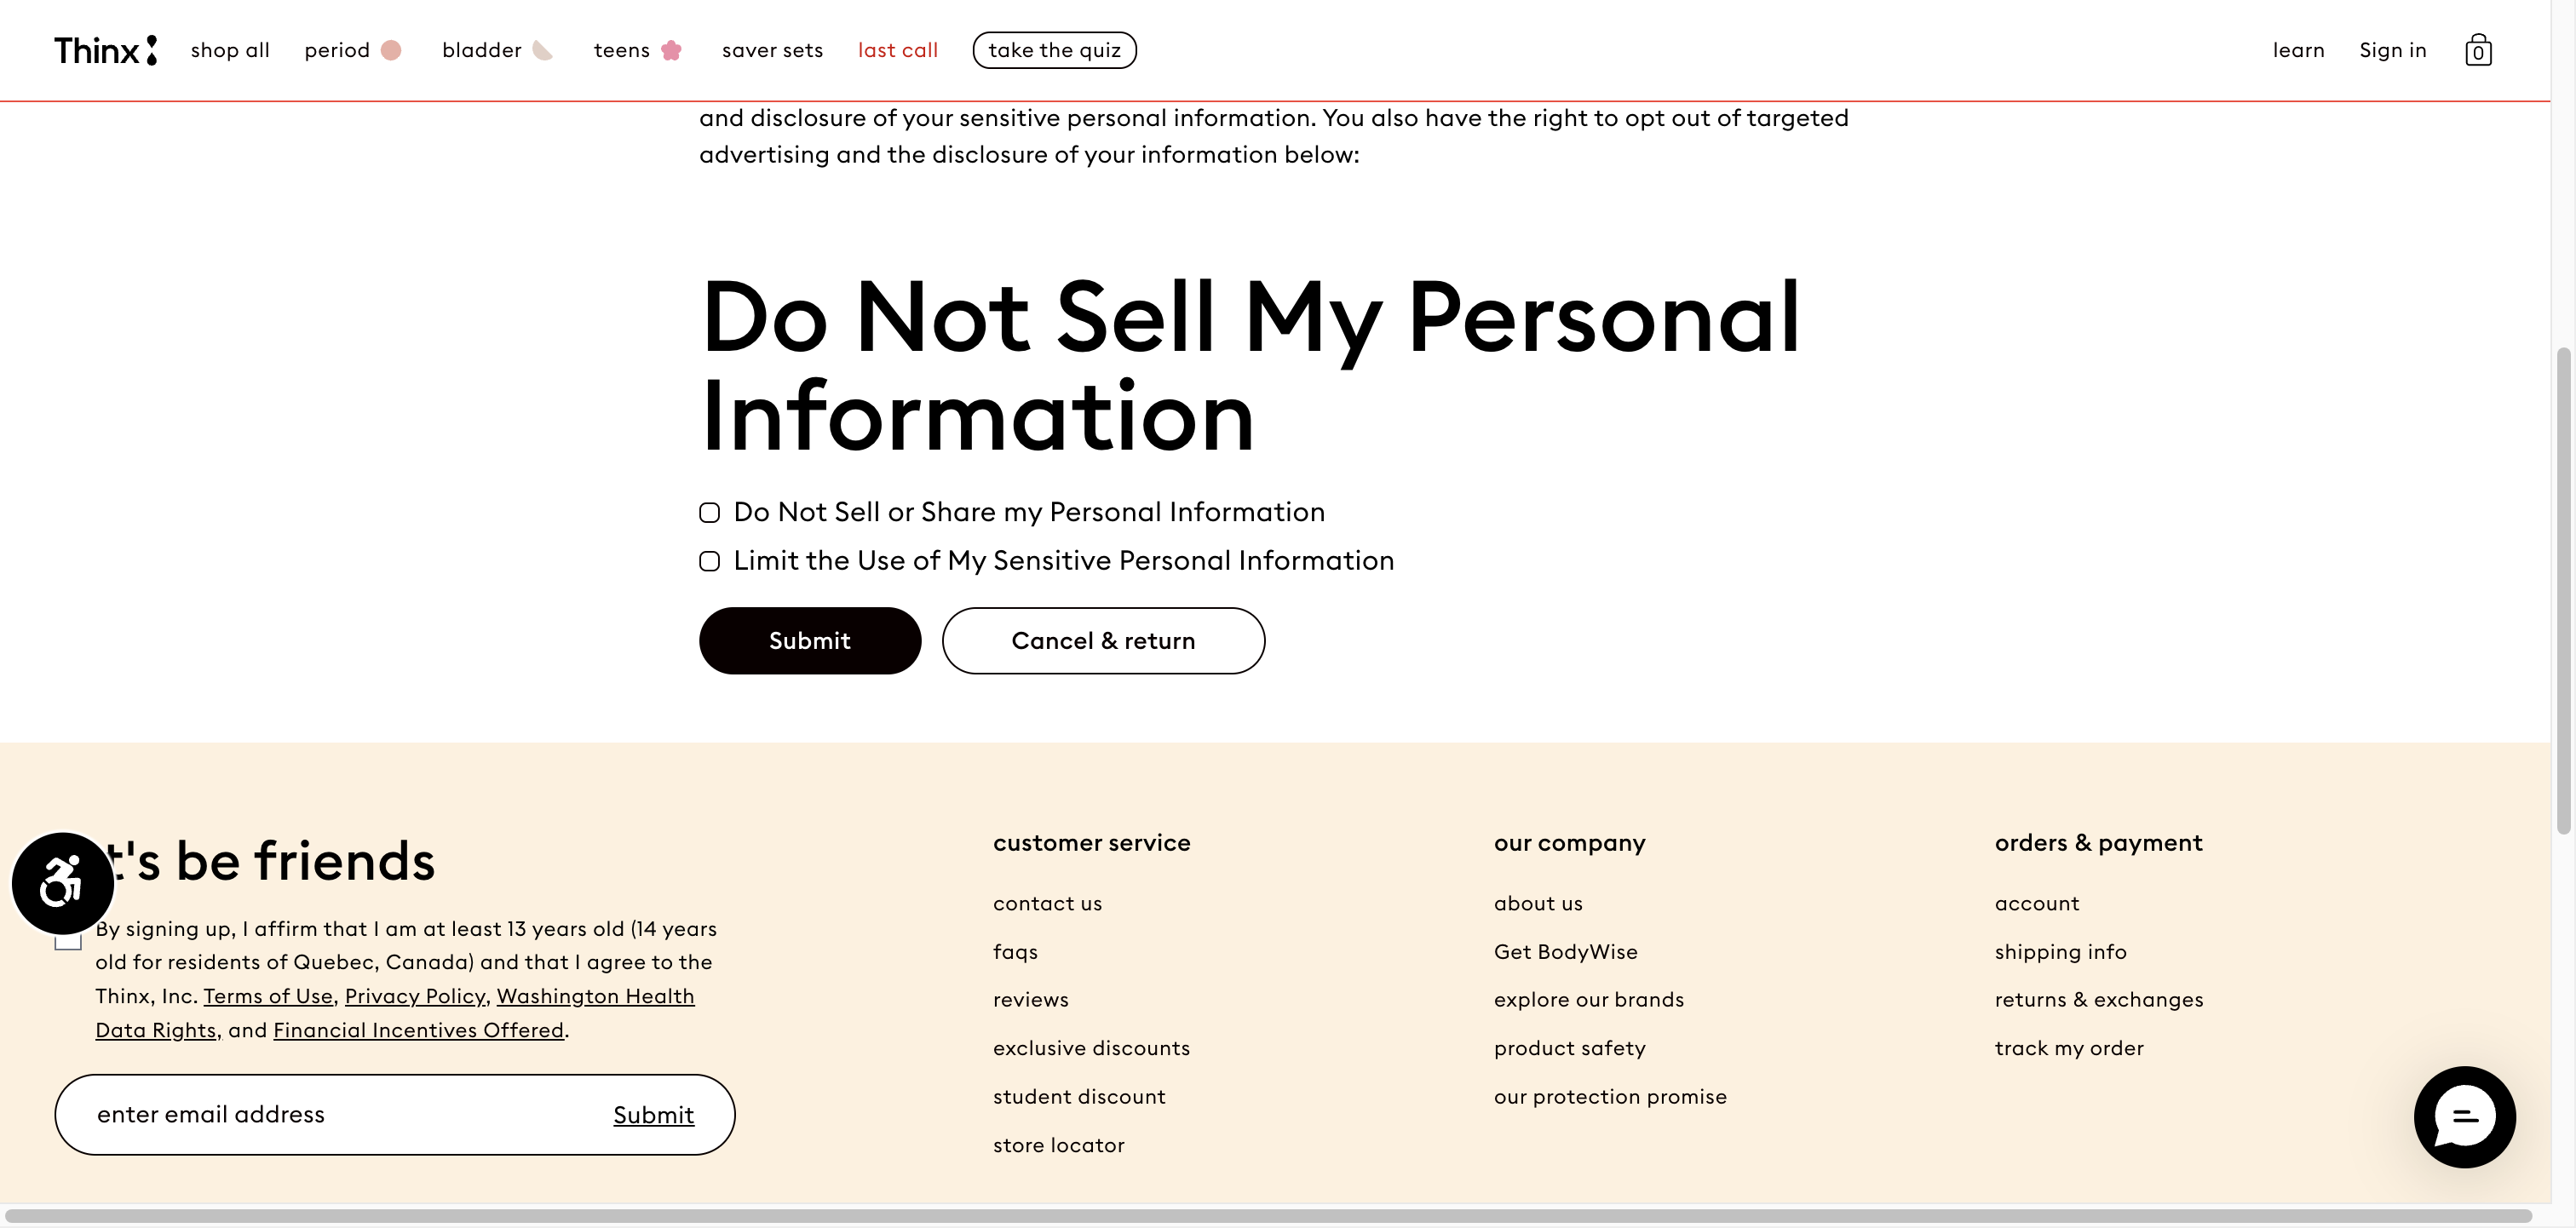 Thinx
shop all
period
bladder
teens
saver sets
last call
take the quiz
learn
Sign in
0
and disclosure of your sensitive personal information. You also have the right to opt out of targeted
advertising and the disclosure of your information below:
Do Not Sell My Personal
Information
Do Not Sell or Share my Personal Information
Limit the Use of My Sensitive Personal Information
Submit
Cancel & return
t's be friends
By signing up, I affirm that I am at least 13 years old (14 years
old for residents of Quebec, Canada) and that I agree to the
Thinx, Inc. Terms of Use, Privacy Policy, Washington Health
Data Rights, and Financial Incentives Offered.
enter email address
Submit
customer service
contact us
faqs
reviews
exclusive discounts
student discount
store locator
our company
about us
Get BodyWise
explore our brands
product safety
our protection promise
orders & payment
account
shipping info
returns & exchanges
track my order